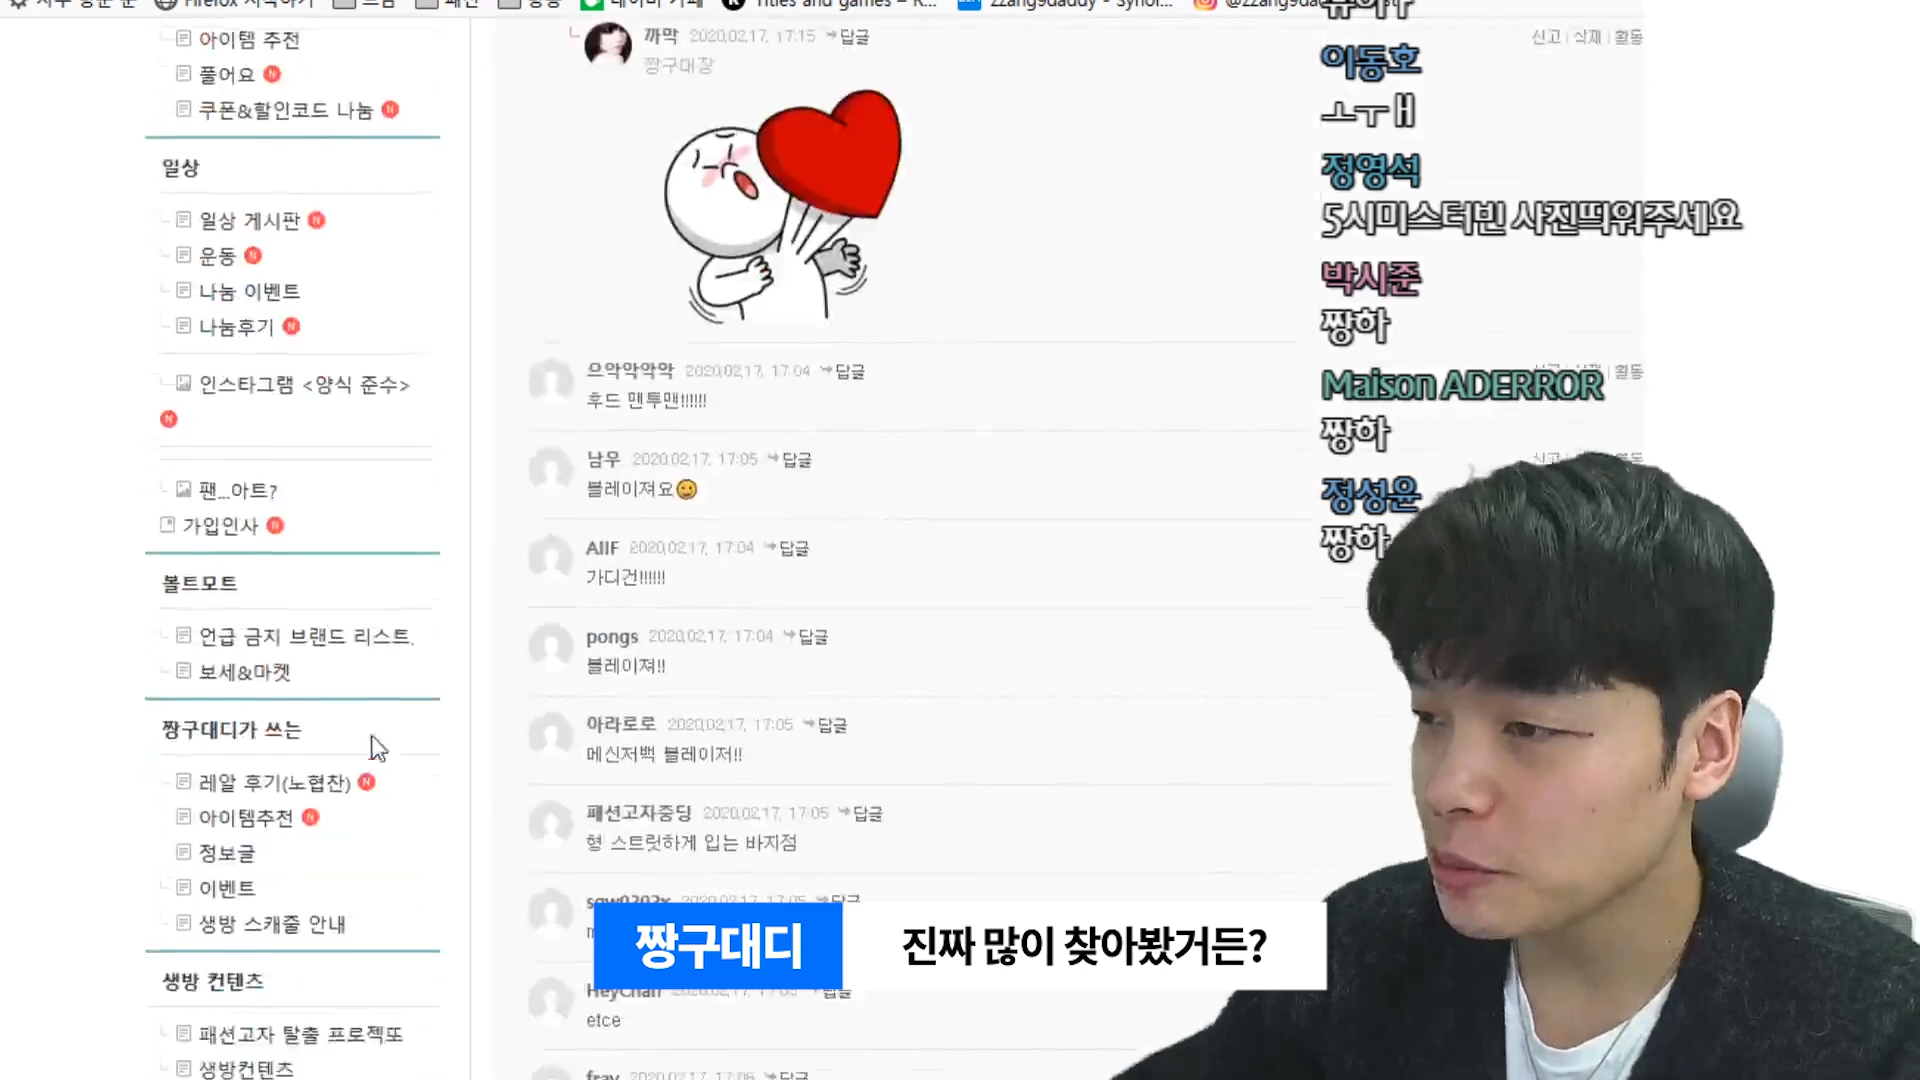 아이템 추천
풀어요 N
쿠폰&할인코드 나눔 N
일상
일상 게시판 N
운동 N
나눔 이벤트
나눔후기 N
인스타그램 <양식 준수>
N
팬...아트?
가입인사 N
볼트모트
언급 금지 브랜드 리스트.
보세&마켓
짱구대디가 쓰는
레알 후기(노협찬) N
아이템추천 N
정보글
이벤트
생방 스캐줄 안내
생방 컨텐츠
패션고자 탈출 프로젝또
생방컨텐츠
까막 2020.02.17. 17:15 답글
신고 | 삭제 | 활동
짱구대장
으악악악악 2020.02.17. 17:04 답글
활동
후드 맨투맨!!!!!!
남우 2020.02.17. 17:05 답글
블레이져요
AIIF 2020.02.17. 17:04 답글
가디건!!!!!!
pongs 2020.02.17. 17:04 답글
블레이져!!
아라로로 2020.02.17. 17:05 답글
메신저백 블레이저!!
패션고자중딩 2020.02.17. 17:05 답글
형 스트릿하게 입는 바지점
HeyChan
etce
fray 2020.02.17. 17:06 답글
이동호
ㅗㅜㅐ
정영석
5시미스터빈 사진띄워주세요
박시준
짱하
Maison ADERROR
짱하
정성윤
짱하
짱구대디
진짜 많이 찾아봤거든?